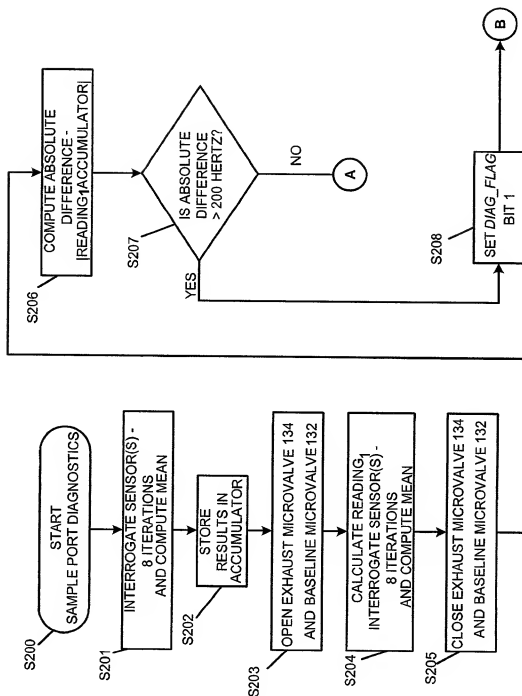 S200
START
SAMPLE PORT DIAGNOSTICS
S201
INTERROGATE SENSOR(S) -
8 ITERATIONS
AND COMPUTE MEAN
S202
STORE
RESULTS IN
ACCUMULATOR
S203
OPEN EXHAUST MICROVALVE 134
AND BASELINE MICROVALVE 132
S204
CALCULATE READING1
INTERROGATE SENSOR(S) -
8 ITERATIONS
AND COMPUTE MEAN
S205
CLOSE EXHAUST MICROVALVE 134
AND BASELINE MICROVALVE 132
S206
COMPUTE ABSOLUTE
DIFFERENCE -
|READING1ACCUMULATOR|
S207
IS ABSOLUTE
DIFFERENCE
> 200 HERTZ?
YES
NO
A
S208
SET DIAG_FLAG
BIT 1
B